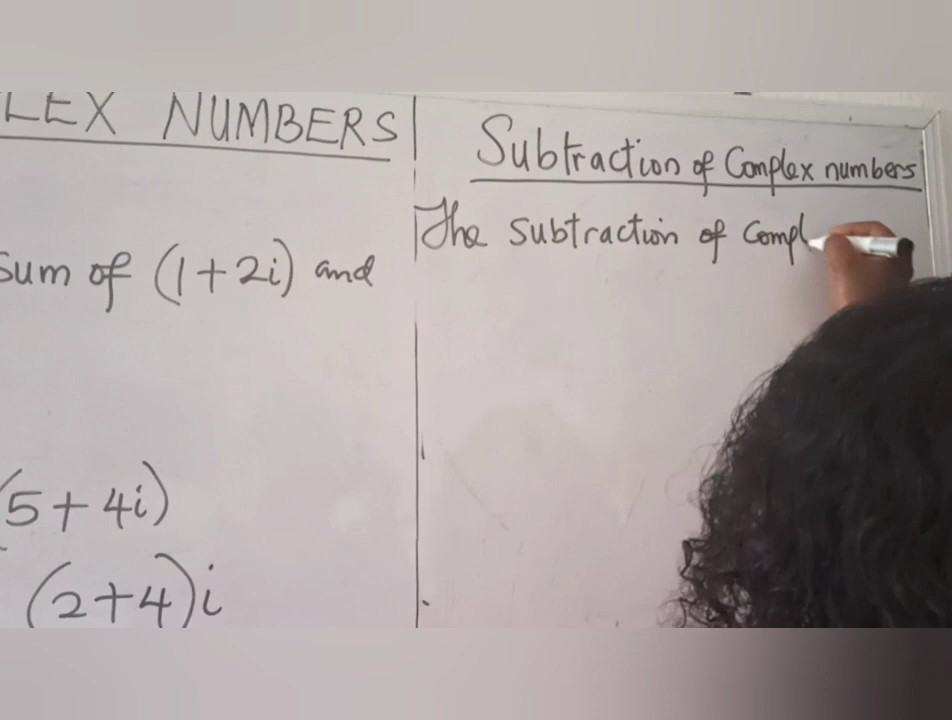 LEX NUMBERS
Sum of (1+2i) and
(5+4i)
(2+4)i
Subtraction of Complex numbers
The subtraction of Compl